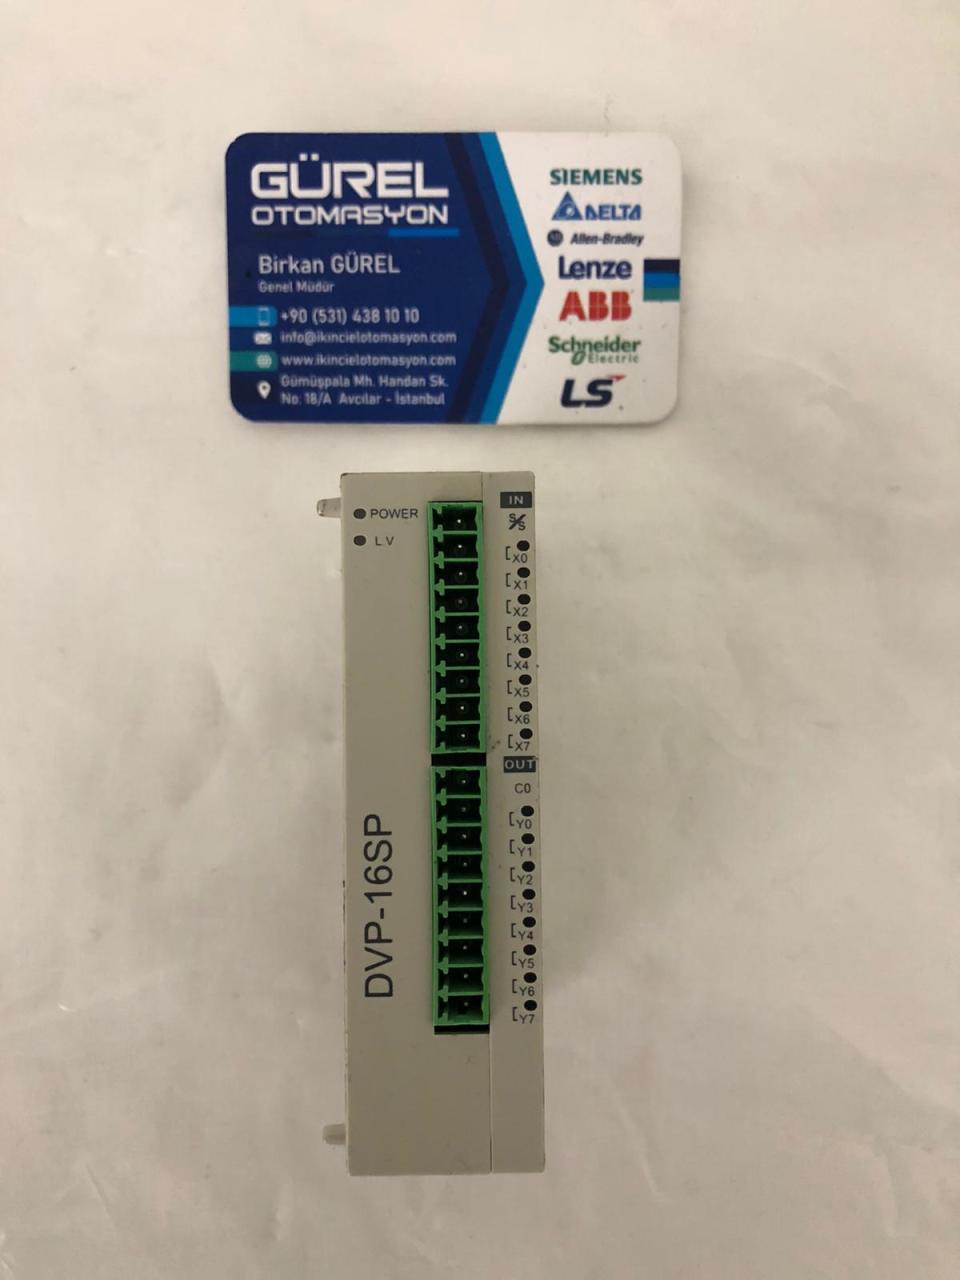 GÜREL
OTOMASYON
Birkan GÜREL
Genel Müdür
+90 (531) 438 10 10
info@ikincielotomasyon.com
www.ikincielotomasyon.com
Gümüşpala Mh. Handan Sk.
No: 18/A Avcılar - İstanbul
SIEMENS
DELTA
Allen-Bradley
Lenze
ABB
Schneider
Electric
LS
POWER
L.V
DVP-16SP
IN
S/S
X0
X1
X2
X3
X4
X5
X6
X7
OUT
C0
Y0
Y1
Y2
Y3
Y4
Y5
Y6
Y7